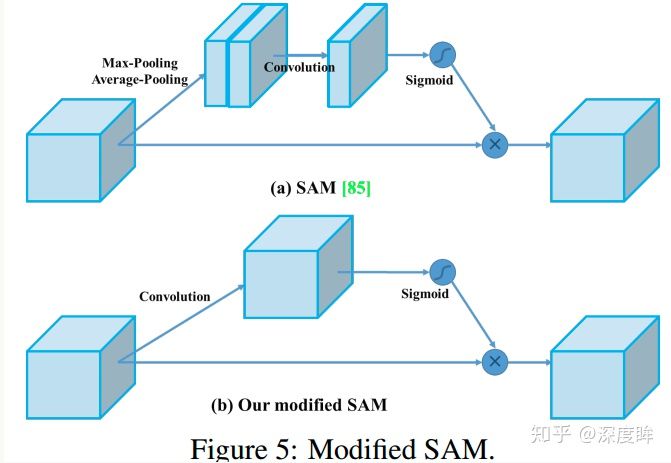 Max-Pooling
Average-Pooling
Convolution
Sigmoid
(a) SAM [85]
Convolution
Sigmoid
(b) Our modified SAM
知乎 @深度眸
Figure 5: Modified SAM.